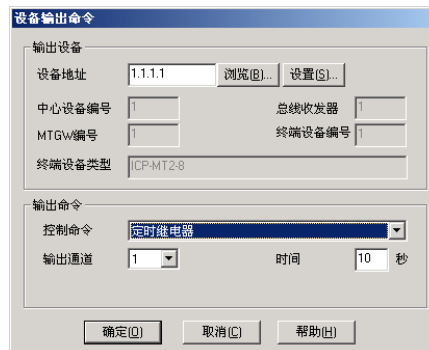 设备输出命令
输出设备
设备地址 1.1.1.1 浏览(B)... 设置(S)...
中心设备编号 1 总线收发器 1
MTGW编号 1 终端设备编号 1
终端设备类型 ICP-MT2-8
输出命令
控制命令 定时继电器
输出通道 1 时间 10 秒
确定(O) 取消(C) 帮助(H)